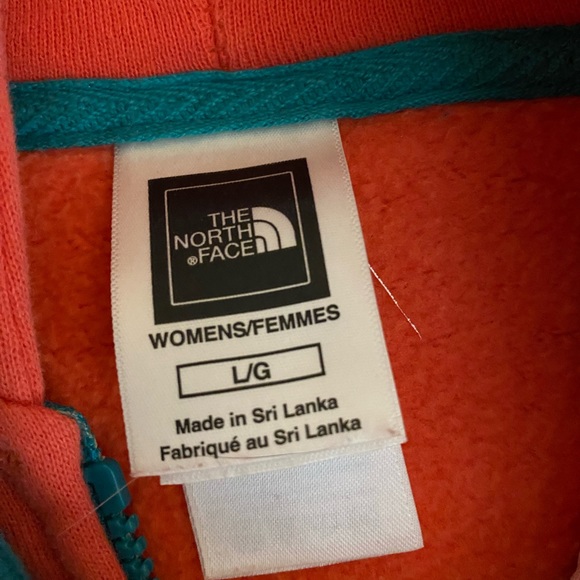 THE
NORTH
®FACE
WOMENS/FEMMES
L/G
Made in Sri Lanka
Fabriqué au Sri Lanka